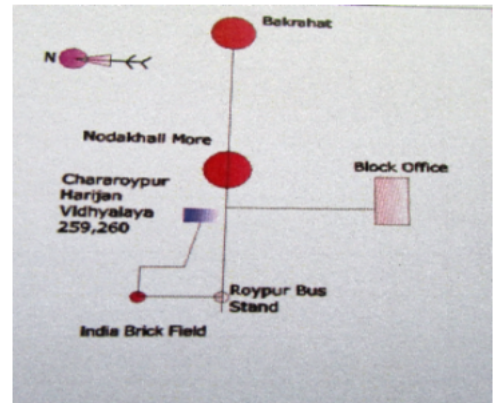 Bakrahat
N
Nodakhali More
Block Office
Chararoypur
Harijan
Vidhyalaya
259,260
Roypur Bus
Stand
India Brick Field